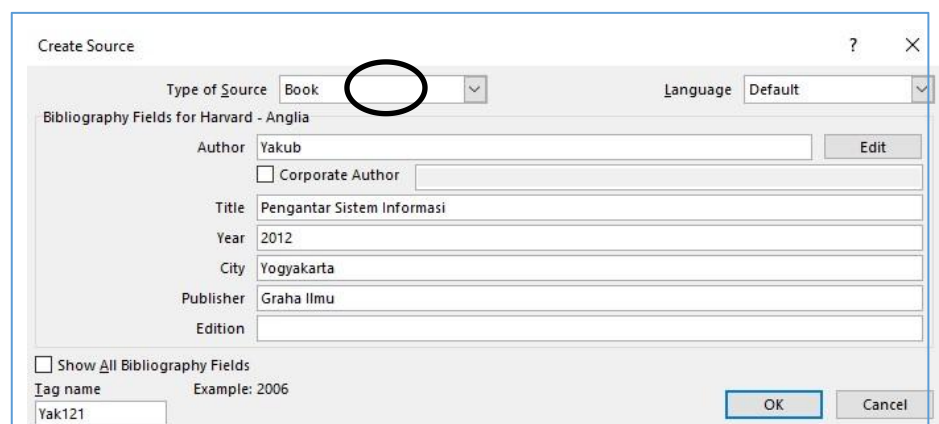 Create Source ?
Type of Source Book Language Default
Bibliography Fields for Harvard - Anglia
Author Yakub Edit
Corporate Author
Title Pengantar Sistem Informasi
Year 2012
City Yogyakarta
Publisher Graha Ilmu
Edition
Show All Bibliography Fields
Tag name Example: 2006
Yak121 OK Cancel